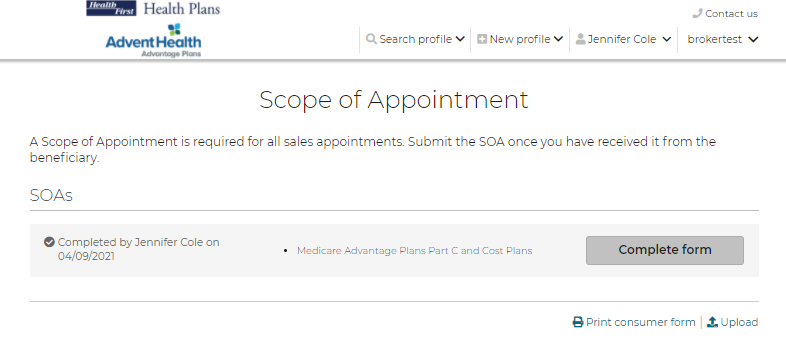 Health First Health Plans
Contact us
AdventHealth
Advantage Plans
Search profile
New profile
Jennifer Cole
brokertest
Scope of Appointment
A Scope of Appointment is required for all sales appointments. Submit the SOA once you have received it from the
beneficiary.
SOAs
Completed by Jennifer Cole on
04/09/2021
• Medicare Advantage Plans Part C and Cost Plans
Complete form
Print consumer form | Upload